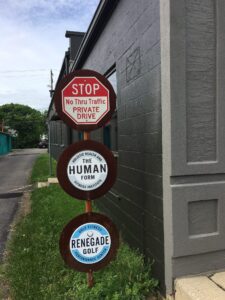 STOP
No Thru Traffic
PRIVATE
DRIVE
THE
HUMAN
FORM
RENEGADE
GOLF